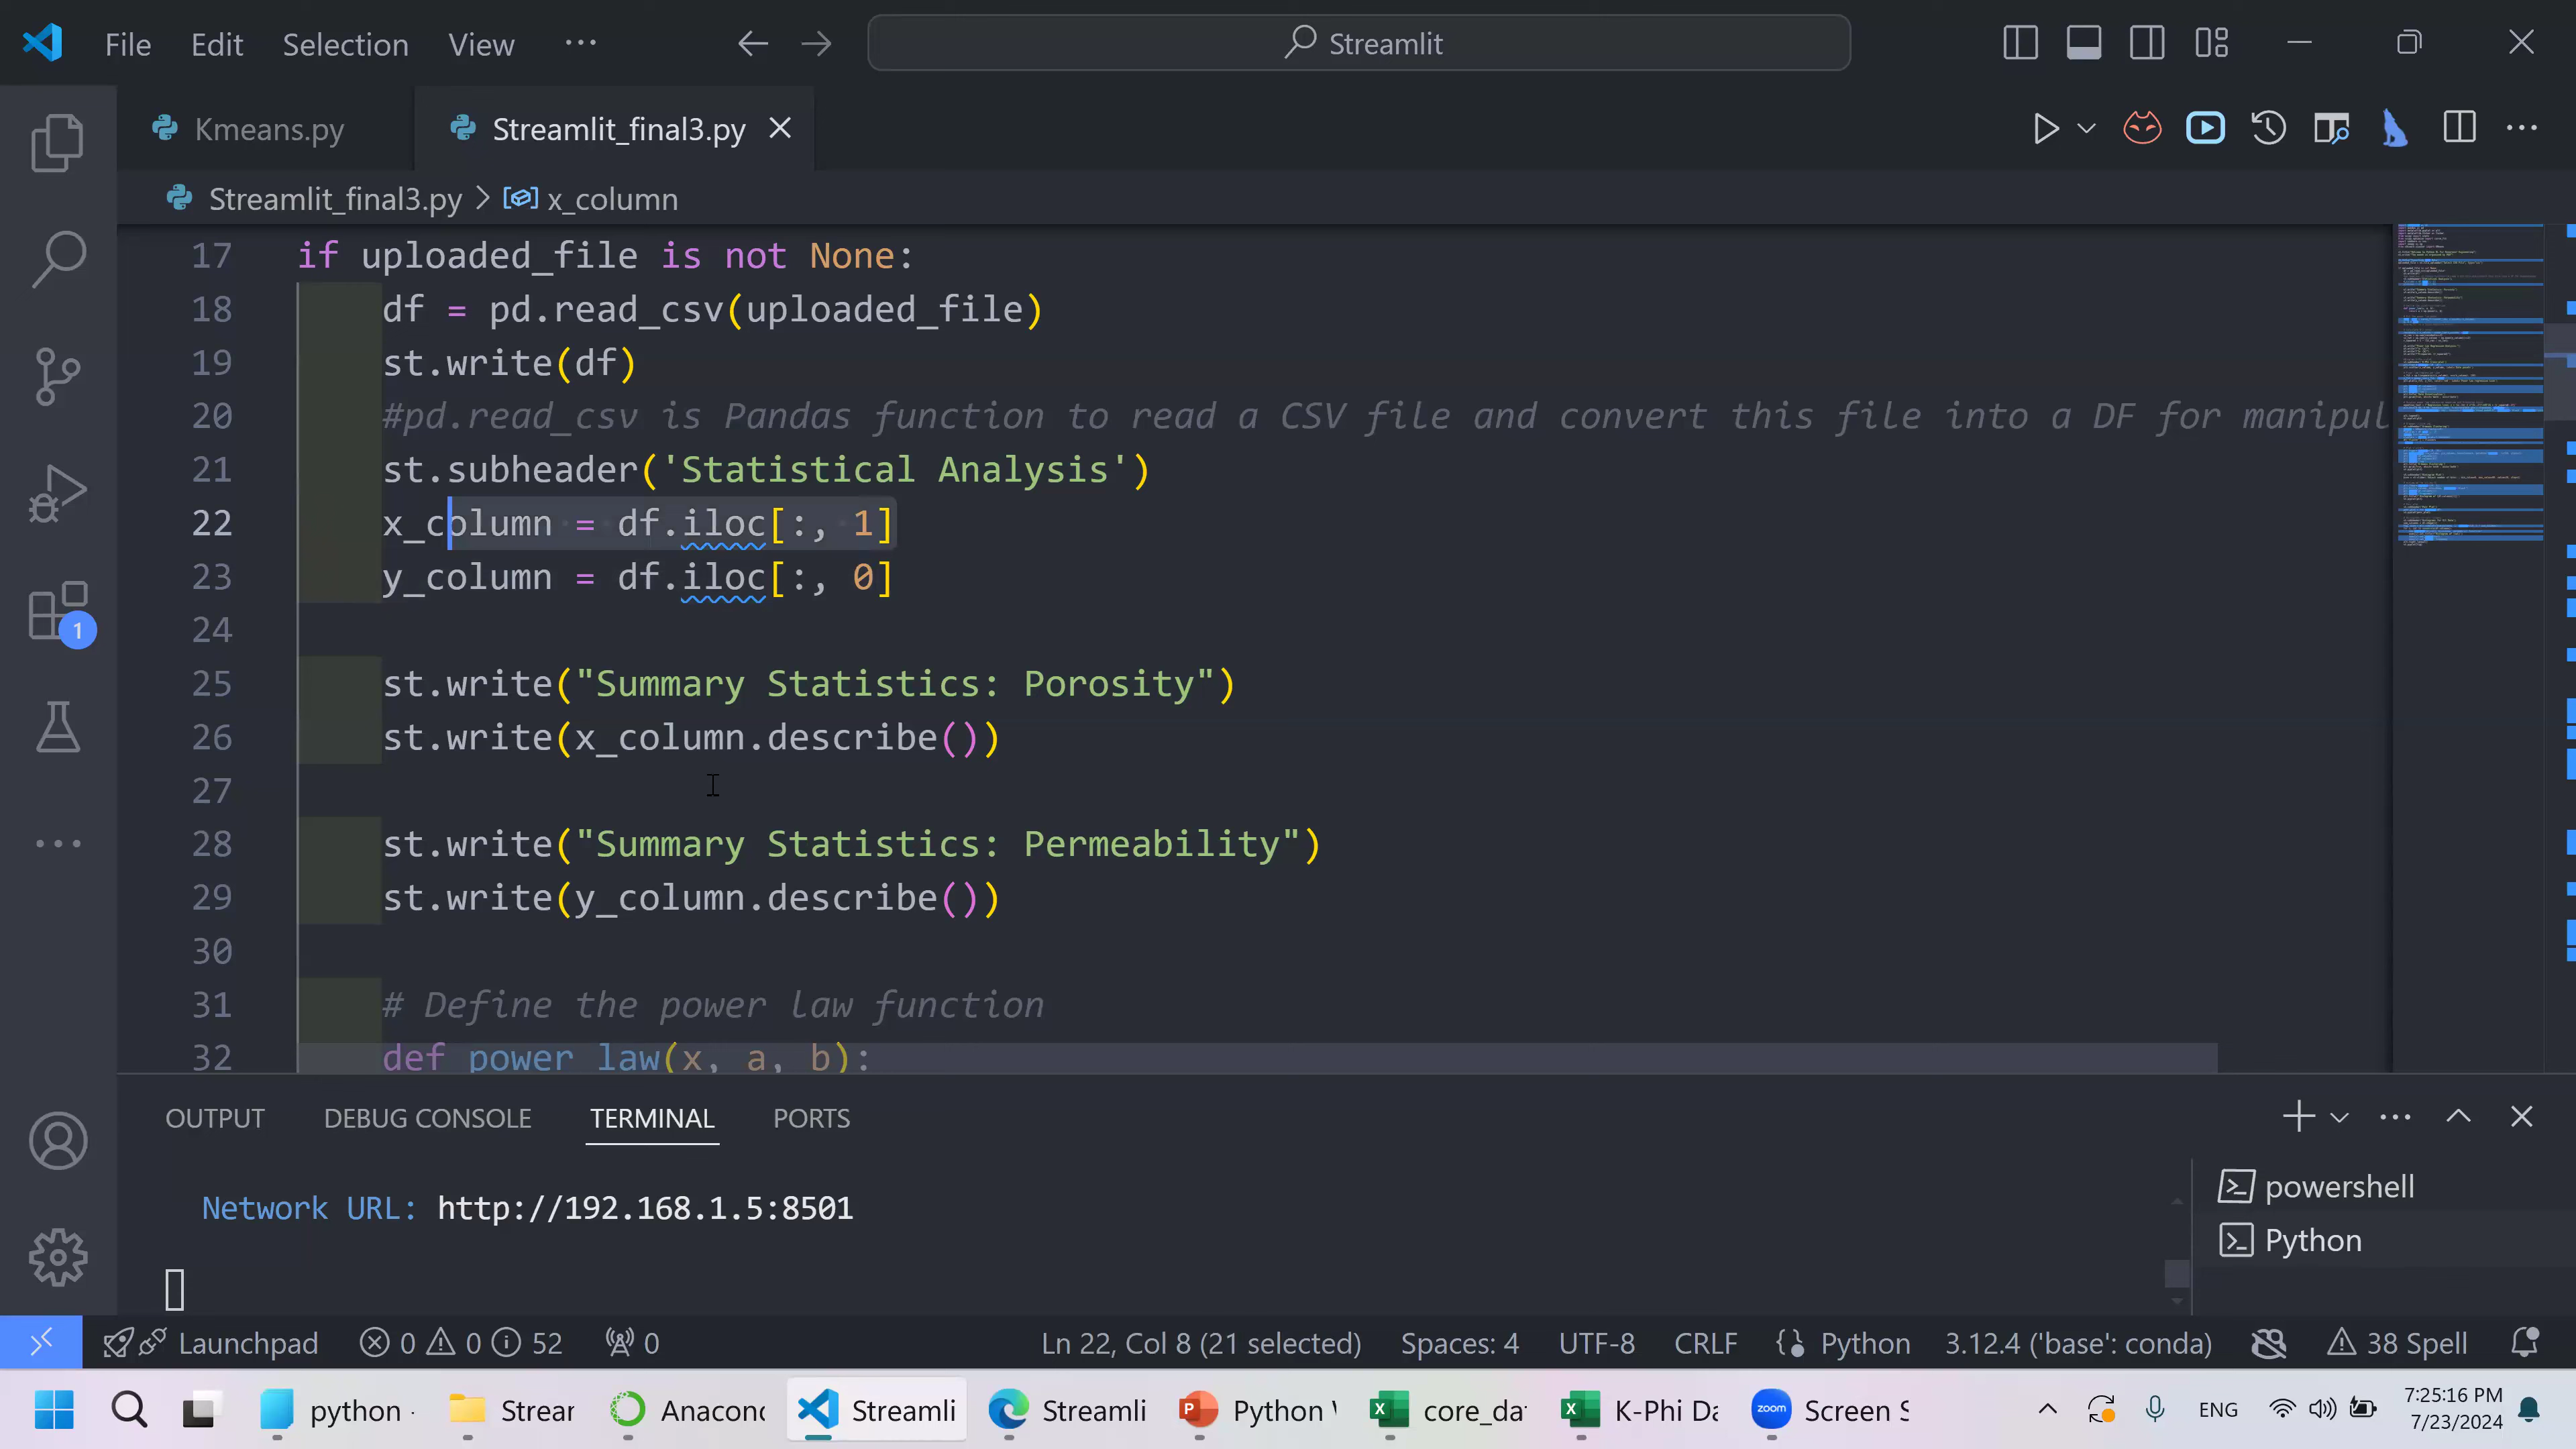 File Edit Selection View ··· Streamlit
Kmeans.py Streamlit_final3.py
Streamlit_final3.py > x_column
17 if uploaded_file is not None:
18 df = pd.read_csv(uploaded_file)
19 st.write(df)
20 #pd.read_csv is Pandas function to read a CSV file and convert this file into a DF for manipul
21 st.subheader('Statistical Analysis')
22 x_column = df.iloc[:, 1]
23 y_column = df.iloc[:, 0]
24
25 st.write("Summary Statistics: Porosity")
26 st.write(x_column.describe())
27
28 st.write("Summary Statistics: Permeability")
29 st.write(y_column.describe())
30
31 # Define the power law function
32 def power_law(x, a, b):
1
OUTPUT DEBUG CONSOLE TERMINAL PORTS
Network URL: http://192.168.1.5:8501
powershell
Python
Launchpad 0 0 52 0 Ln 22, Col 8 (21 selected) Spaces: 4 UTF-8 CRLF Python 3.12.4 ('base': conda) 38 Spell
python Strear Anacon Streamli Streamli Python core_da K-Phi Da zoom Screen S ENG 7:25:16 PM
7/23/2024